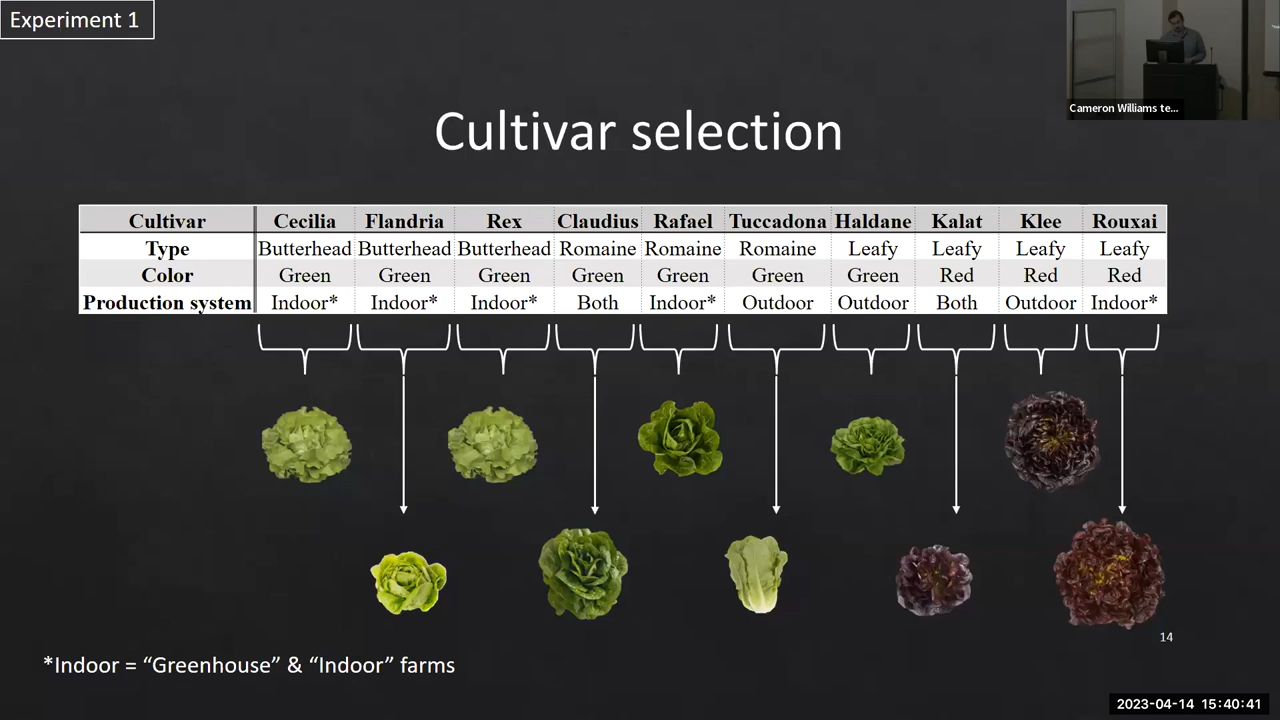 Experiment 1
Cameron Williams te...
Cultivar selection
Cultivar Cecilia Flandria Rex Claudius Rafael Tuccadona Haldane Kalat Klee Rouxai
Type Butterhead Butterhead Butterhead Romaine Romaine Romaine Leafy Leafy Leafy Leafy
Color Green Green Green Green Green Green Green Red Red Red
Production system Indoor* Indoor* Indoor* Both Indoor* Outdoor Outdoor Both Outdoor Indoor*
14
*Indoor = “Greenhouse” & “Indoor” farms
2023-04-14 15:40:41